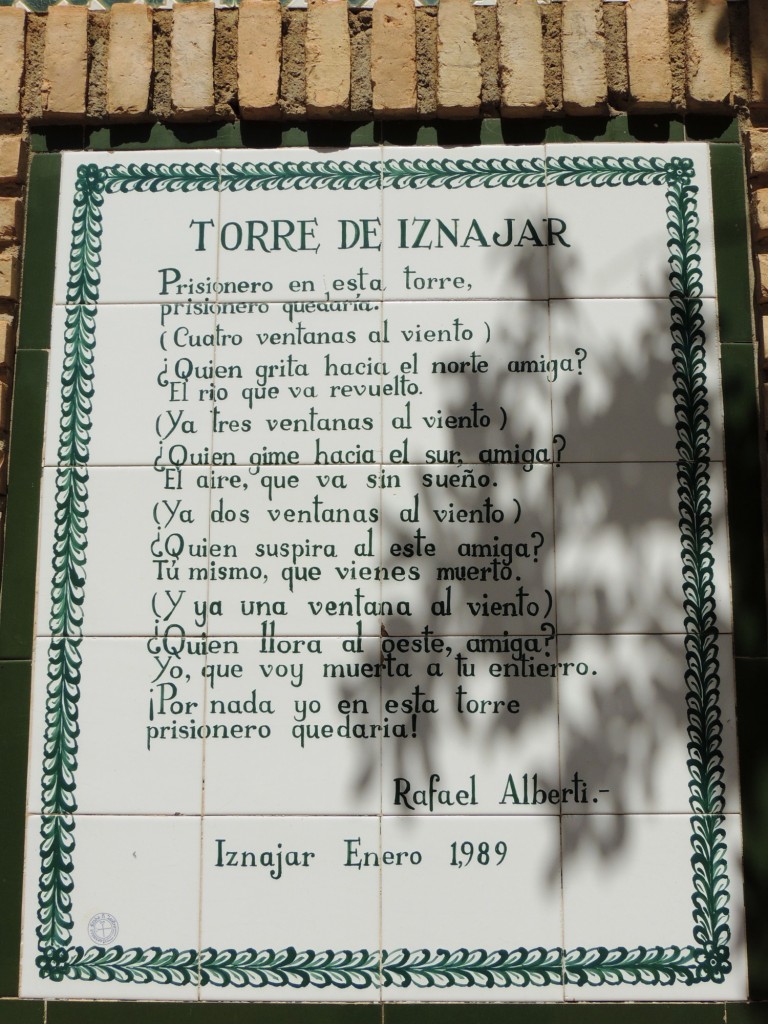 TORRE DE IZNAJAR
Prisionero en esta torre,
prisionero quedaría.
(Cuatro ventanas al viento)
¿Quien grita hacia el norte amiga?
El rio que va revuelto.
(Ya tres ventanas al viento)
¿Quien gime hacia el sur, amiga?
El aire, que va sin sueño.
(Ya dos ventanas al viento)
¿Quien suspira al este amiga?
Tú mismo, que vienes muerto.
(Y ya una ventana al viento)
¿Quien llora al oeste, amiga?
Yo, que voy muerta a tu entierro.
¡Por nada yo en esta torre
prisionero quedaria!
Rafael Alberti.-
Iznajar Enero 1,989